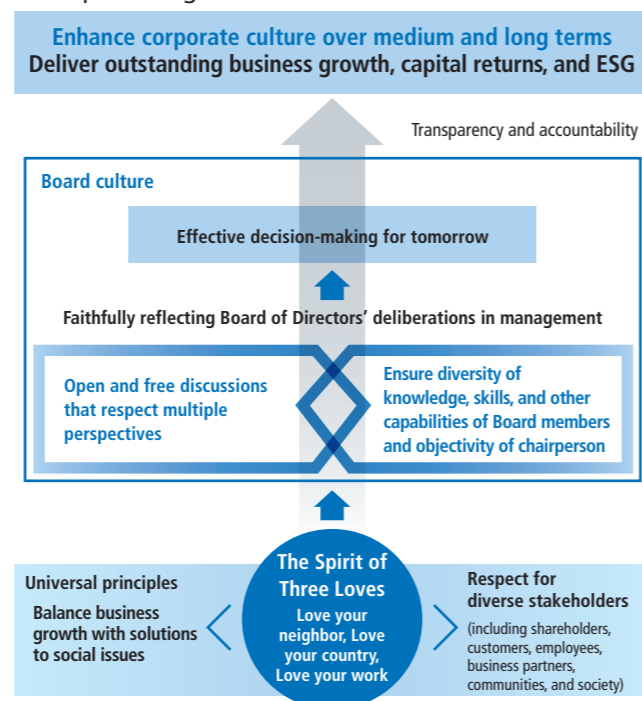 Enhance corporate culture over medium and long terms
Deliver outstanding business growth, capital returns, and ESG
Transparency and accountability
Board culture
Effective decision-making for tomorrow
Faithfully reflecting Board of Directors’ deliberations in management
Open and free discussions
that respect multiple
perspectives
Ensure diversity of
knowledge, skills, and other
capabilities of Board members
and objectivity of chairperson
Universal principles
Balance business
growth with solutions
to social issues
The Spirit of
Three Loves
Love your
neighbor, Love
your country,
Love your work
Respect for
diverse stakeholders
(including shareholders,
customers, employees,
business partners,
communities, and society)